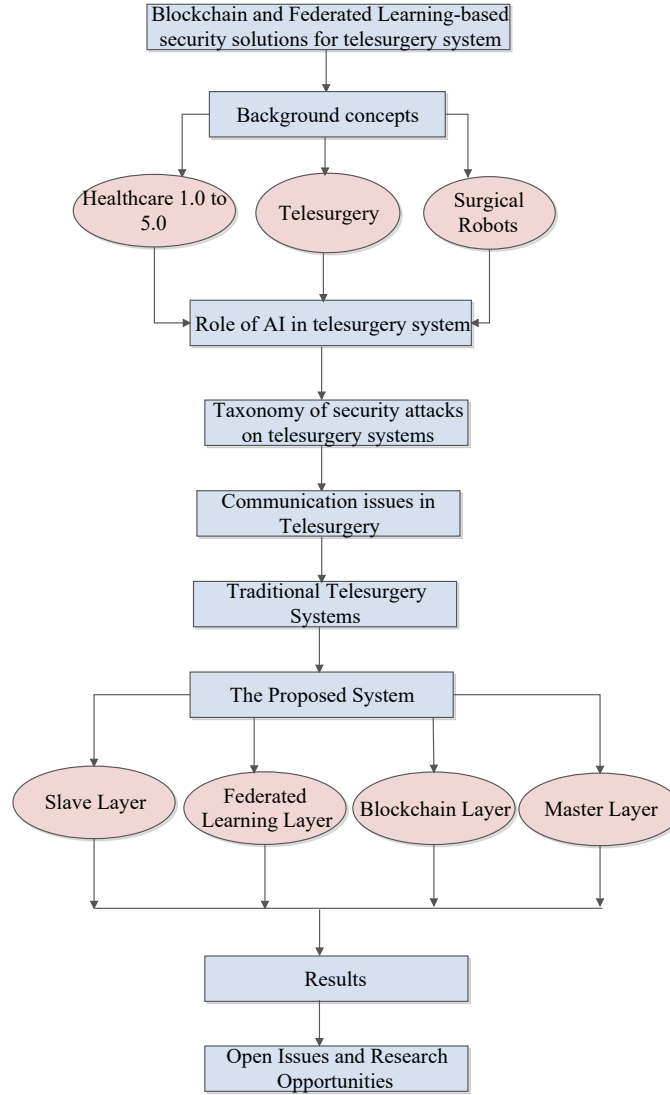 Blockchain and Federated Learning-based
security solutions for telesurgery system
Background concepts
Healthcare 1.0 to
5.0
Telesurgery
Surgical
Robots
Role of AI in telesurgery system
Taxonomy of security attacks
on telesurgery systems
Communication issues in
Telesurgery
Traditional Telesurgery
Systems
The Proposed System
Slave Layer
Federated
Learning Layer
Blockchain Layer
Master Layer
Results
Open Issues and Research
Opportunities